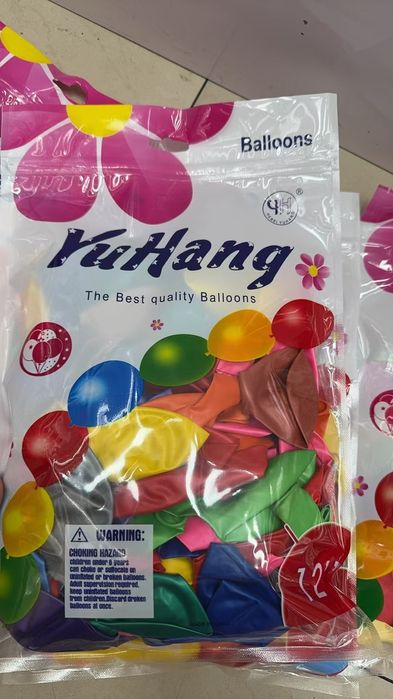 Balloons
YH
®
YuHang
The Best quality Balloons
WARNING:
CHOKING HAZARD
children under 8 years
can choke or suffocate on
uninflated or broken balloons.
Adult supervision required.
keep uninflated balloons
from children.Discard droken
balloons at once.
12"